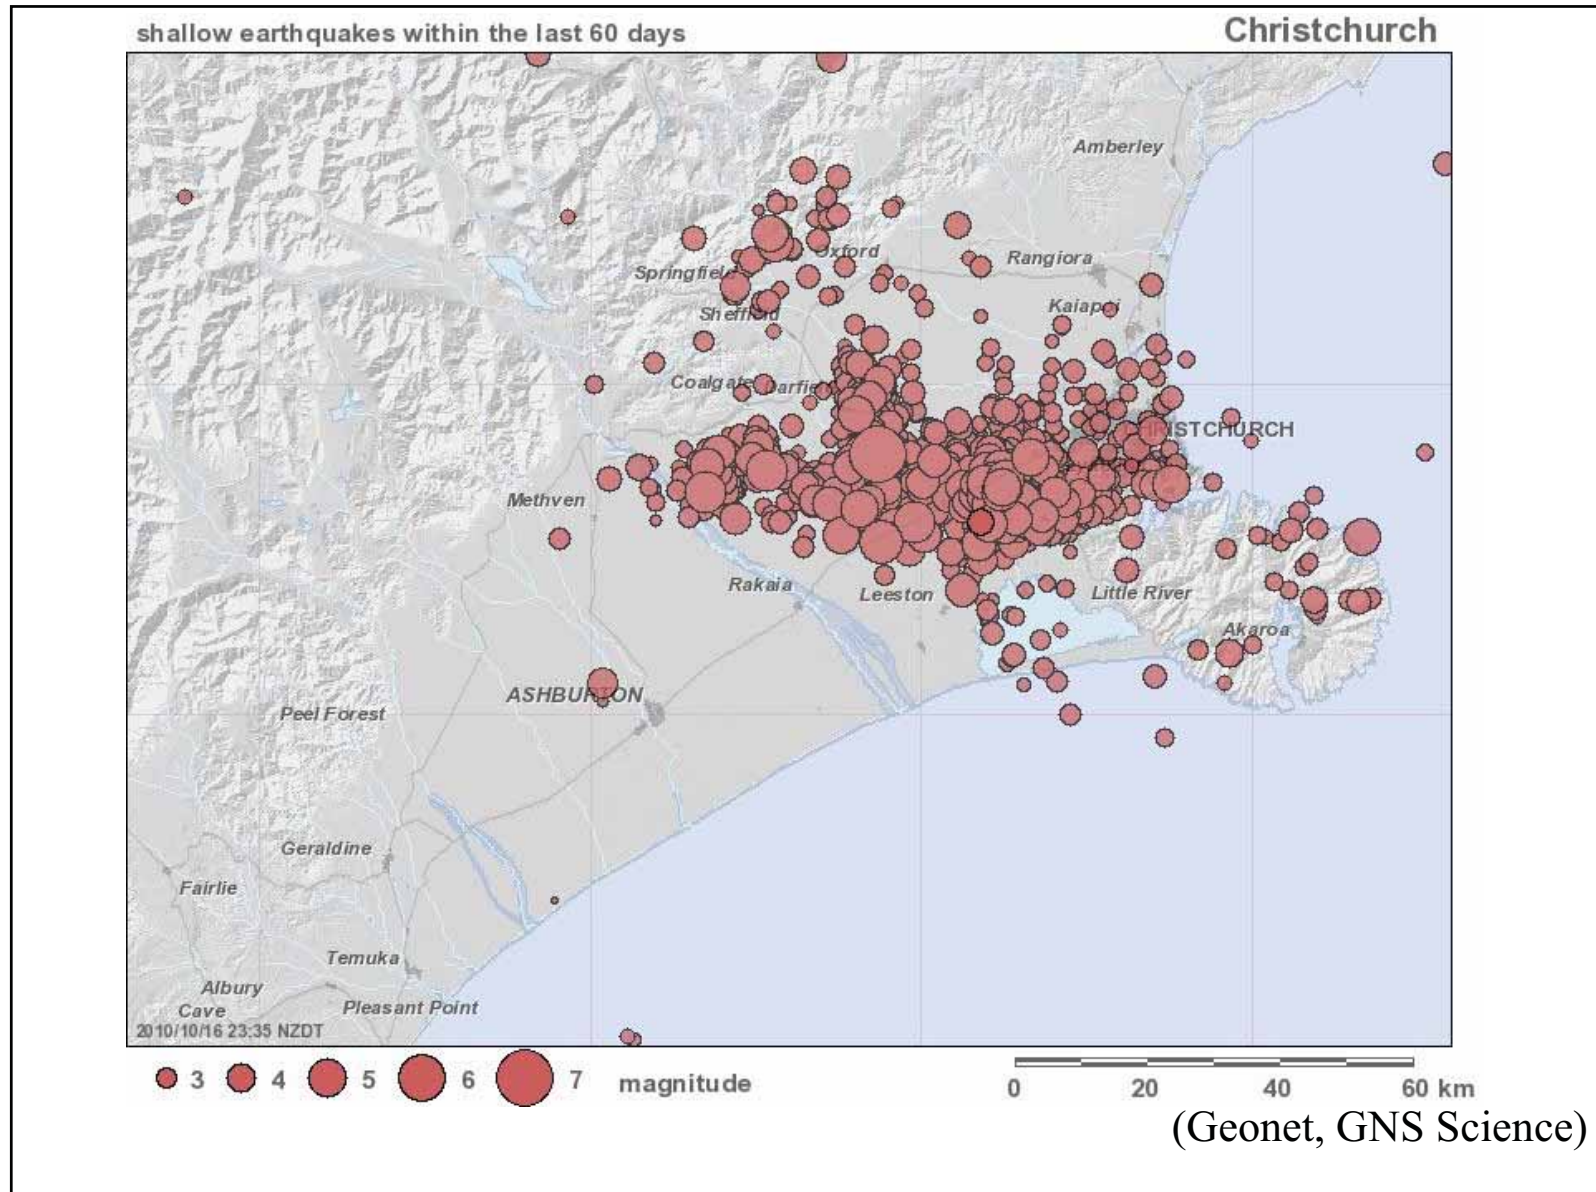 shallow earthquakes within the last 60 days
Christchurch
Amberley
Oxford
Rangiora
Springfield
Kaiapoi
Sheffield
Coalgate
Darfield
CHRISTCHURCH
Methven
Rakaia
Leeston
Little River
Akaroa
ASHBURTON
Peel Forest
Geraldine
Fairlie
Temuka
Albury
Cave
Pleasant Point
2010/10/16 23:35 NZDT
3 4 5 6 7 magnitude
0 20 40 60 km
(Geonet, GNS Science)